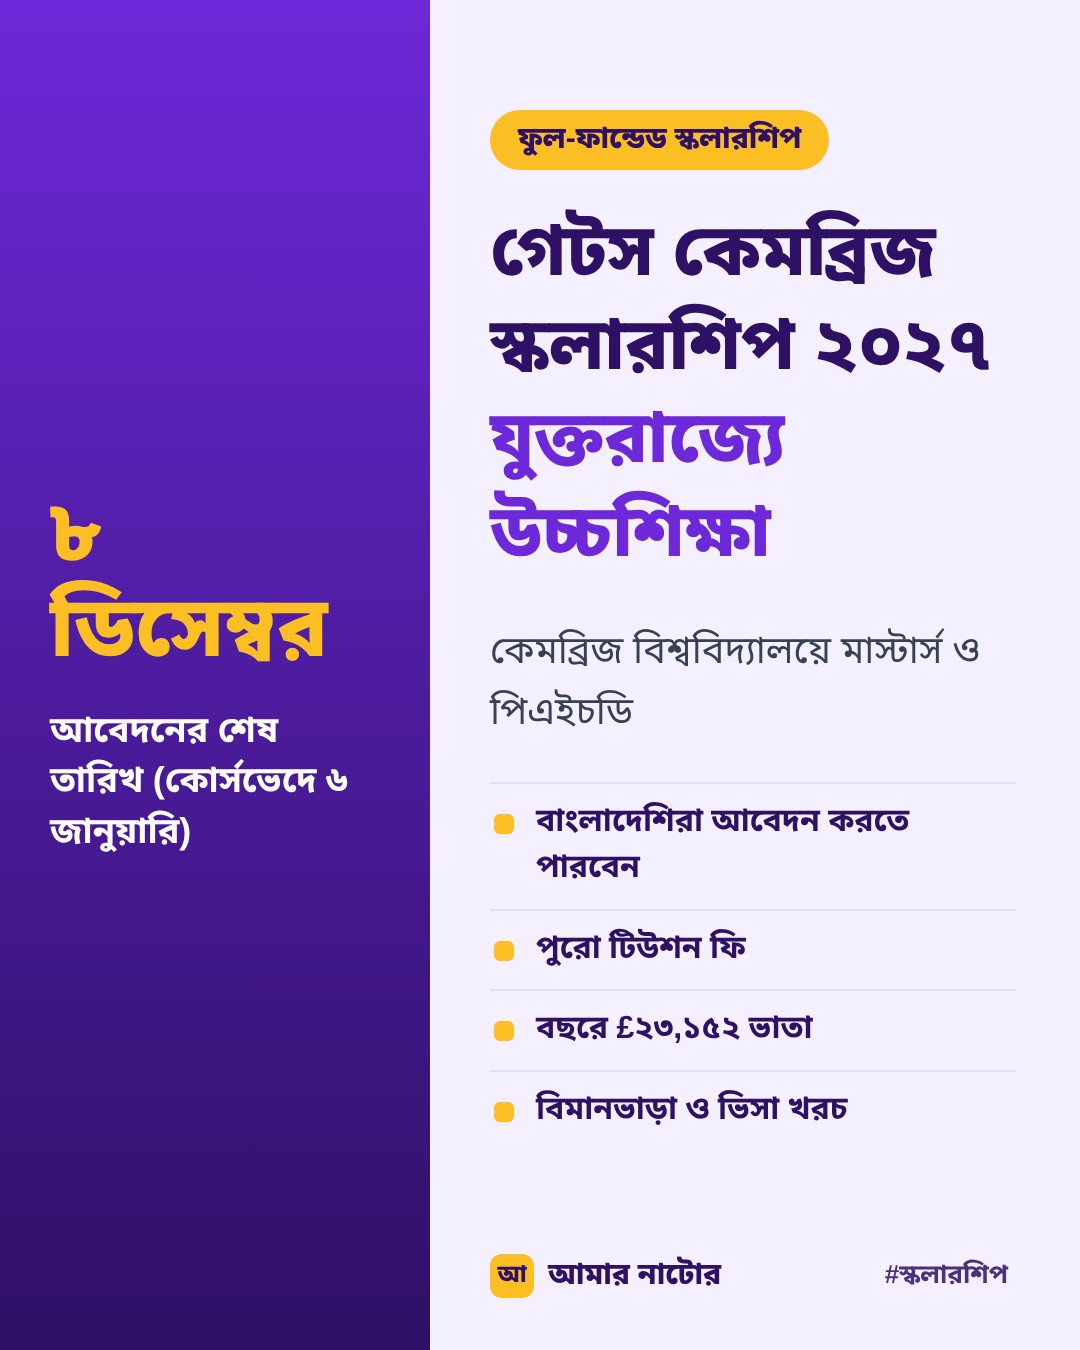 ফুল-ফান্ডেড স্কলারশিপ
গেটস কেমব্রিজ
স্কলারশিপ ২০২৭
যুক্তরাজ্যে
উচ্চশিক্ষা
কেমব্রিজ বিশ্ববিদ্যালয়ে মাস্টার্স ও
পিএইচডি
৮
ডিসেম্বর
আবেদনের শেষ
তারিখ (কোর্সভেদে ৬
জানুয়ারি)
বাংলাদেশিরা আবেদন করতে
পারবেন
পুরো টিউশন ফি
বছরে £২৩,১৫২ ভাতা
বিমানভাড়া ও ভিসা খরচ
আ আমার নাটোর
#স্কলারশিপ